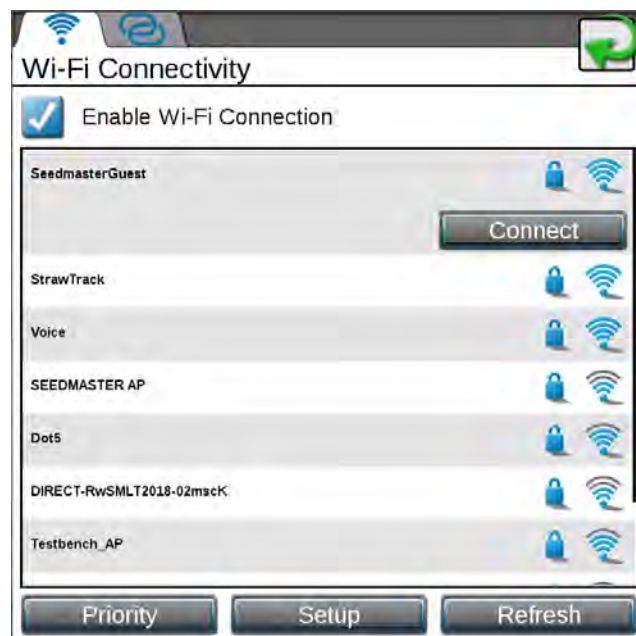 Wi-Fi Connectivity
Enable Wi-Fi Connection
SeedmasterGuest
Connect
StrawTrack
Voice
SEEDMASTER AP
Dot5
DIRECT-RwSMLT2018-02mscK
Testbench_AP
Priority Setup Refresh